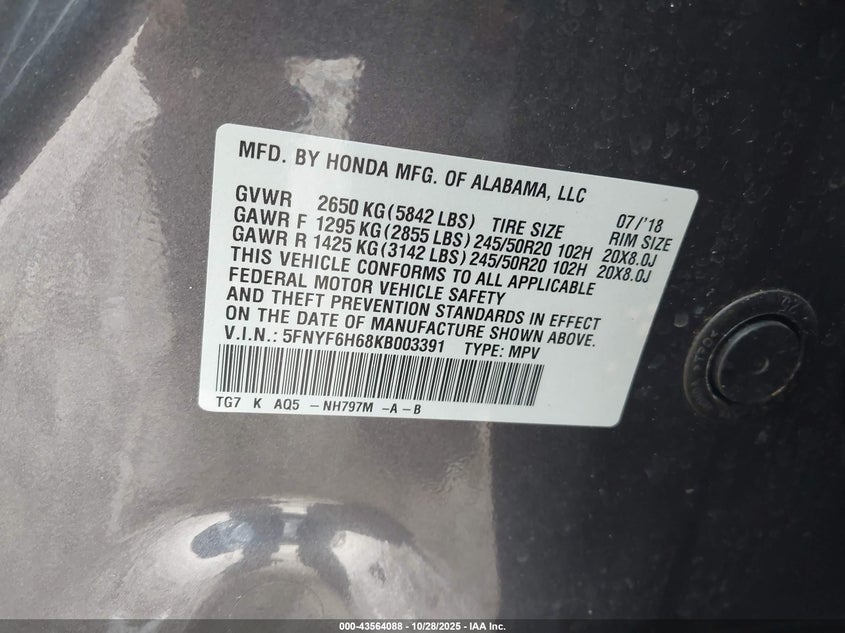 MFD. BY HONDA MFG. OF ALABAMA, LLC
07/'18
GVWR 2650 KG (5842 LBS) TIRE SIZE RIM SIZE
GAWR F 1295 KG (2855 LBS) 245/50R20 102H 20X8.0J
GAWR R 1425 KG (3142 LBS) 245/50R20 102H 20X8.0J
THIS VEHICLE CONFORMS TO ALL APPLICABLE
FEDERAL MOTOR VEHICLE SAFETY
AND THEFT PREVENTION STANDARDS IN EFFECT
ON THE DATE OF MANUFACTURE SHOWN ABOVE.
V.I.N.: 5FNYF6H68KB003391 TYPE: MPV
TG7 K AQ5 – NH797M – A – B
000-43564088 | 10/28/2025 - IAA Inc.